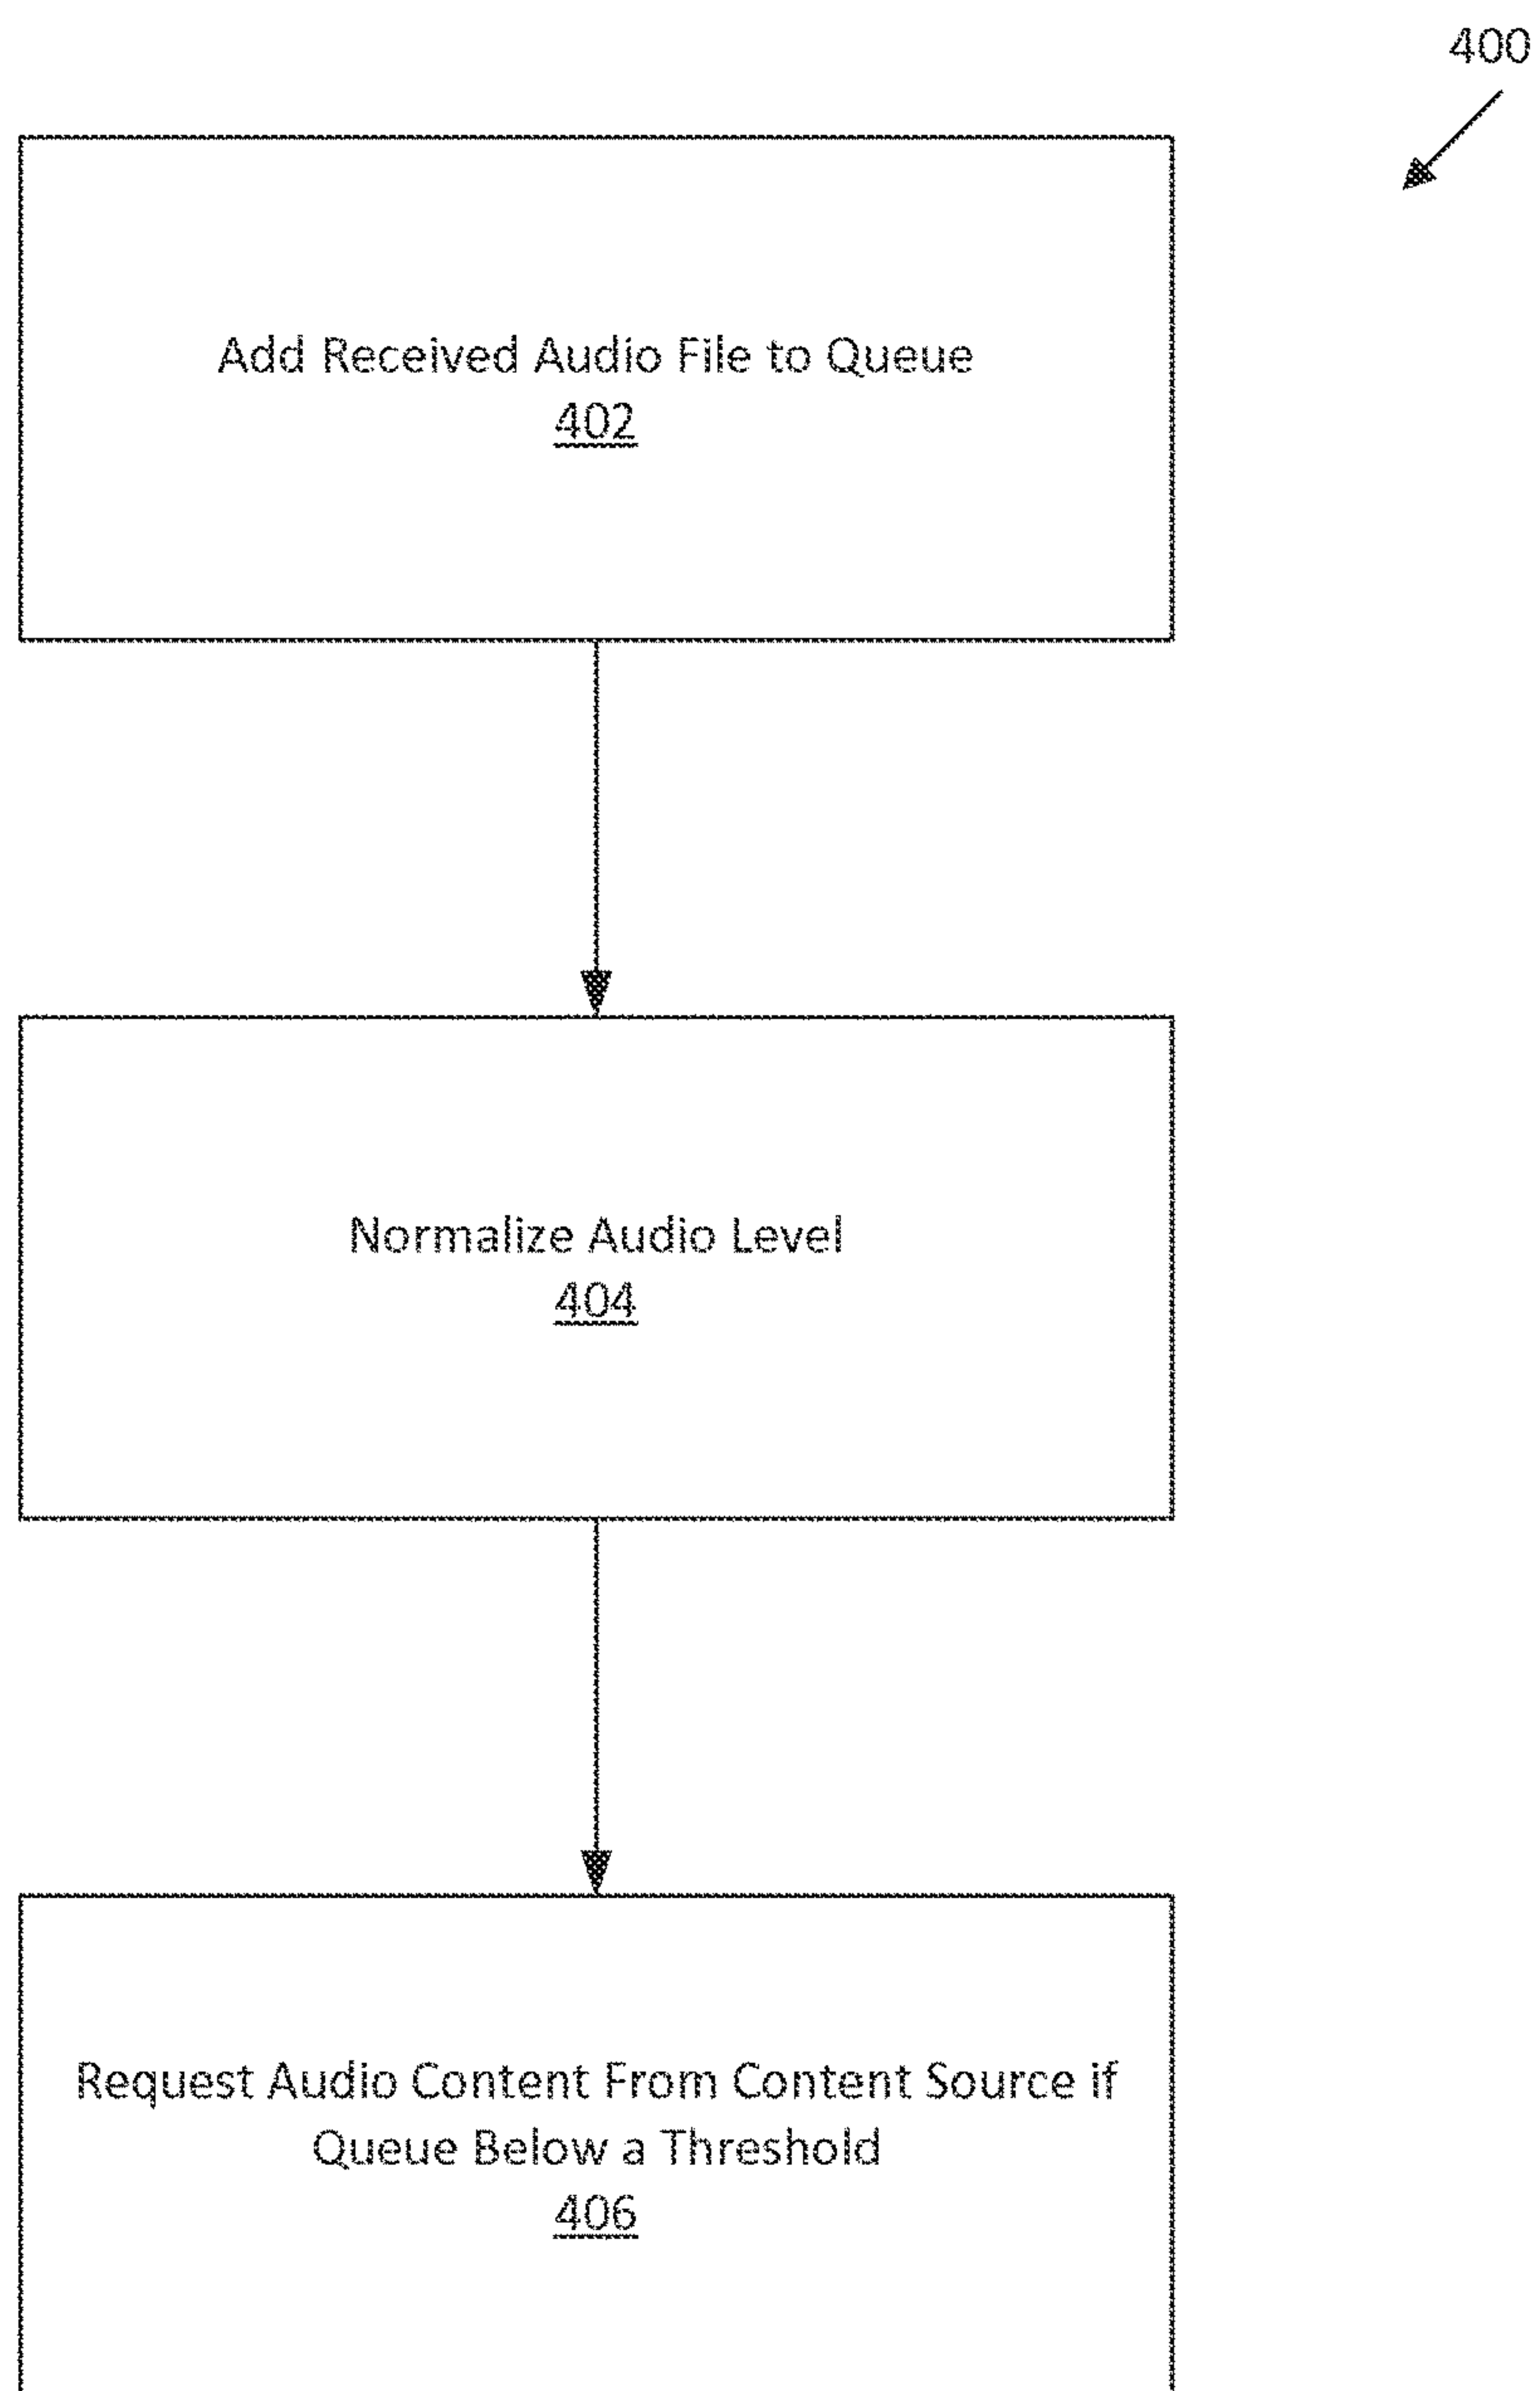 400
Add Received Audio File to Queue
402
Normalize Audio Level
404
Request Audio Content From Content Source if
Queue Below a Threshold
406